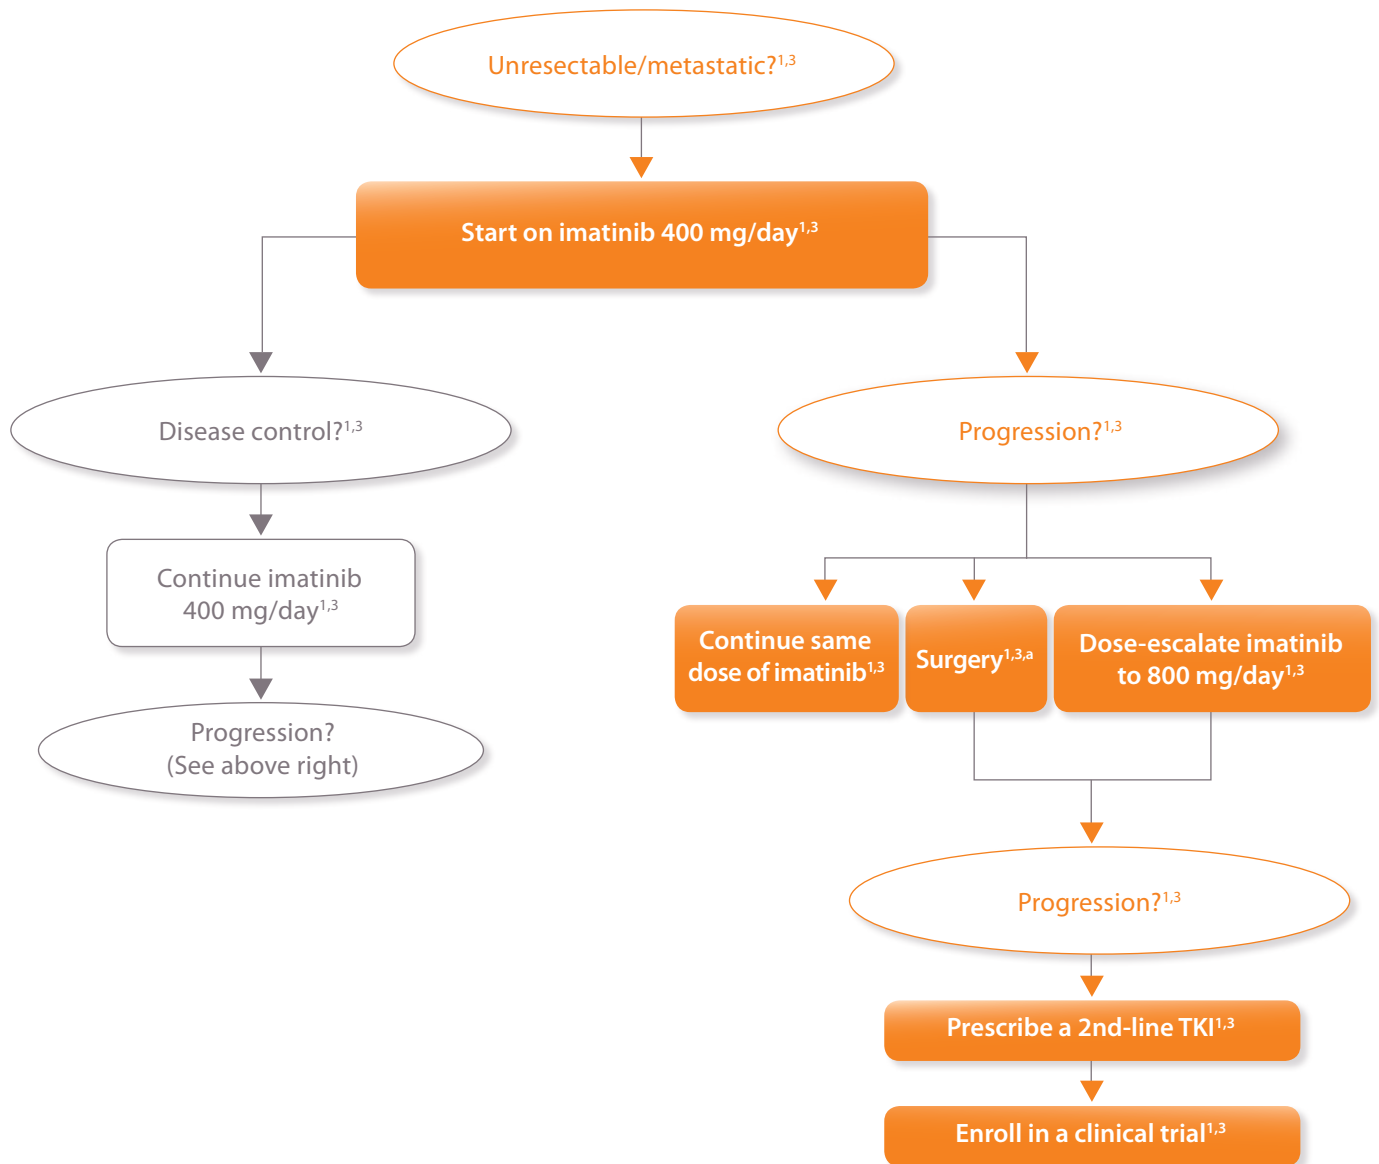 Unresectable/metastatic?1,3
Start on imatinib 400 mg/day1,3
Disease control?1,3
Progression?1,3
Continue imatinib
400 mg/day1,3
Continue same
dose of imatinib1,3
Surgery1,3,a
Dose-escalate imatinib
to 800 mg/day1,3
Progression?
(See above right)
Progression?1,3
Prescribe a 2nd-line TKI1,3
Enroll in a clinical trial1,3